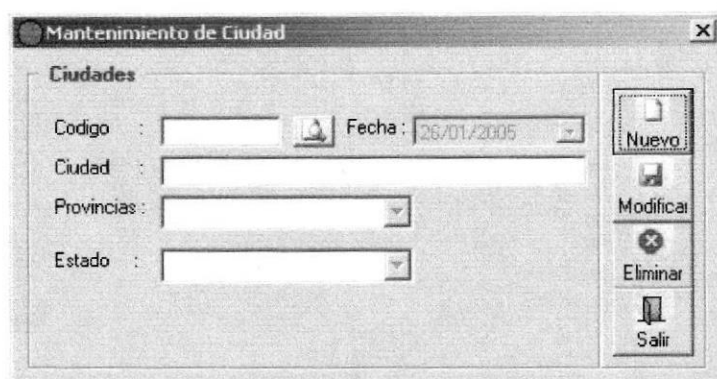 Mantenimiento de Ciudad
Ciudades
Codigo :
Fecha : 26/01/2005
Ciudad :
Provincias :
Estado :
Nuevo
Modificar
Eliminar
Salir